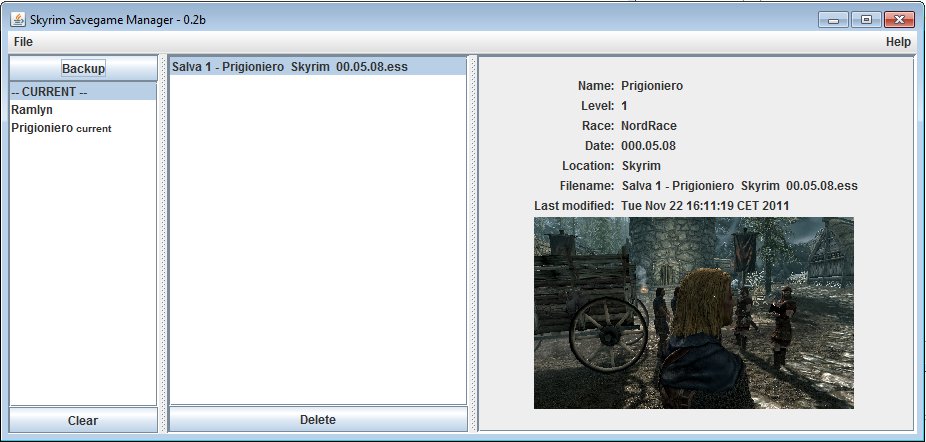 Skyrim Savegame Manager - 0.2b
File
Help
Backup
-- CURRENT --
Ramlyn
Prigioniero current
Clear
Salva 1 - Prigioniero  Skyrim  00.05.08.ess
Delete
Name: Prigioniero
Level: 1
Race: NordRace
Date: 000.05.08
Location: Skyrim
Filename: Salva 1 - Prigioniero  Skyrim  00.05.08.ess
Last modified: Tue Nov 22 16:11:19 CET 2011